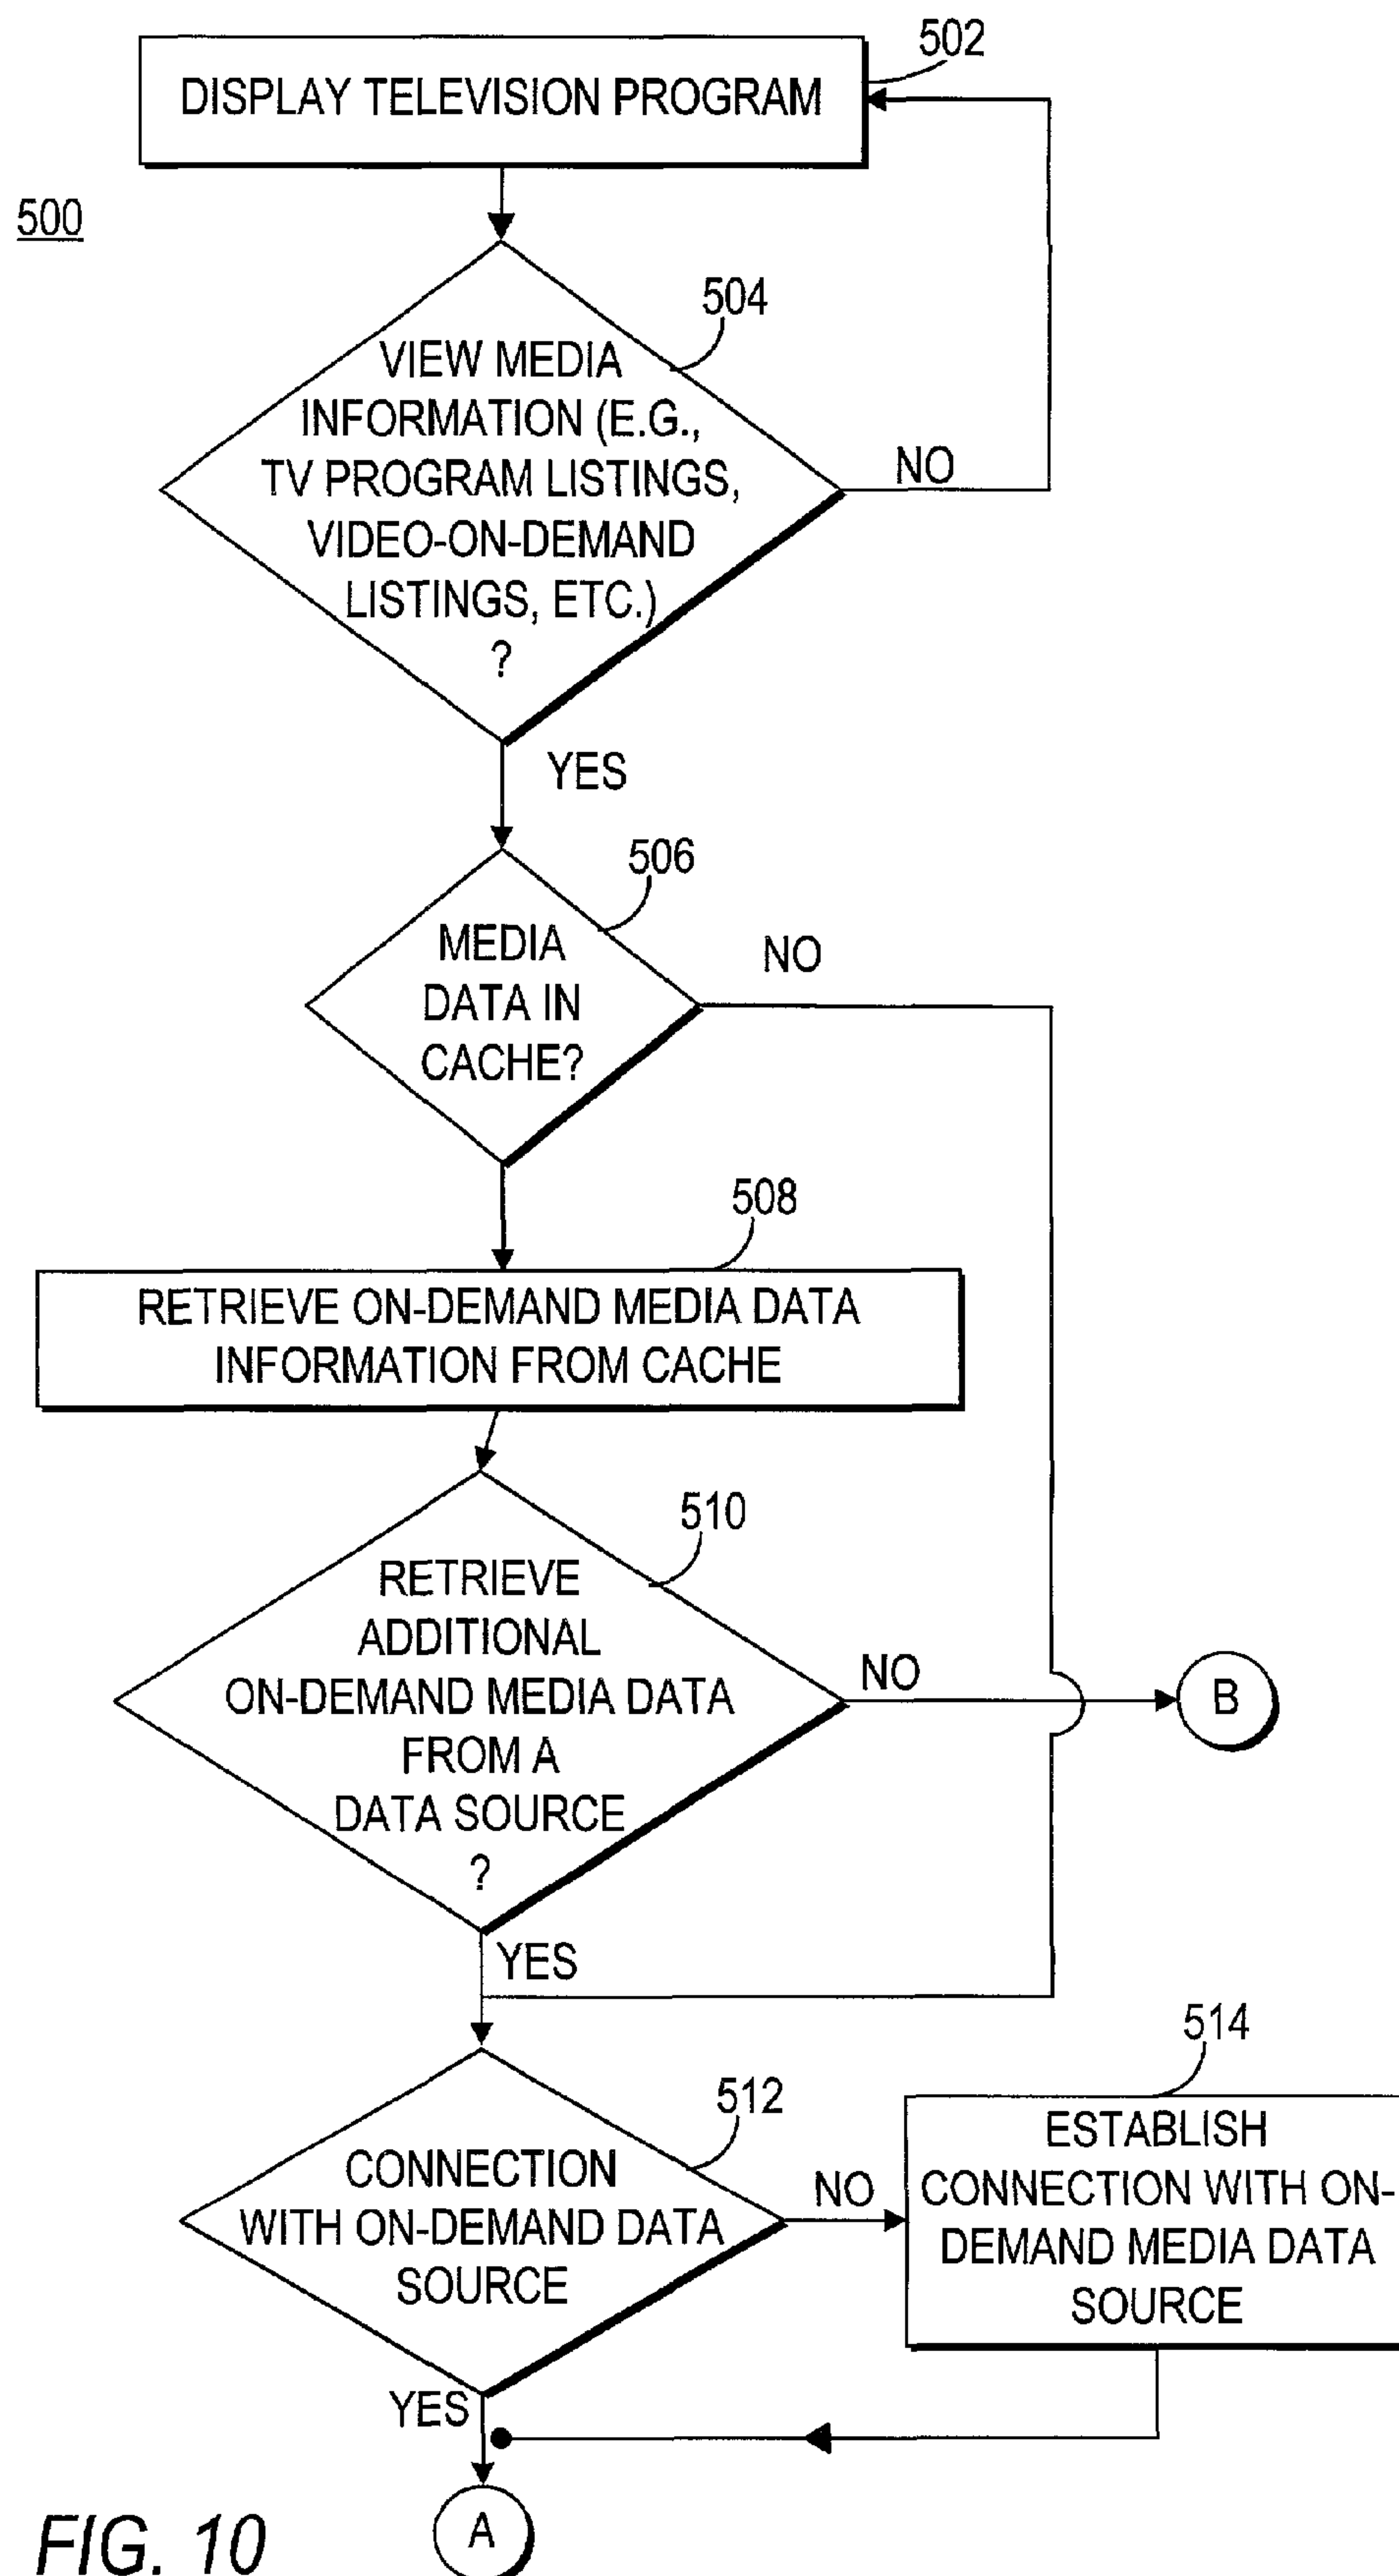 502
DISPLAY TELEVISION PROGRAM
500
504
VIEW MEDIA
INFORMATION (E.G.,
TV PROGRAM LISTINGS,
VIDEO-ON-DEMAND
LISTINGS, ETC.)
?
NO
YES
506
MEDIA
DATA IN
CACHE?
NO
508
RETRIEVE ON-DEMAND MEDIA DATA
INFORMATION FROM CACHE
510
RETRIEVE
ADDITIONAL
ON-DEMAND MEDIA DATA
FROM A
DATA SOURCE
?
NO
B
YES
512
CONNECTION
WITH ON-DEMAND DATA
SOURCE
NO
514
ESTABLISH
CONNECTION WITH ON-
DEMAND MEDIA DATA
SOURCE
YES
A
FIG. 10